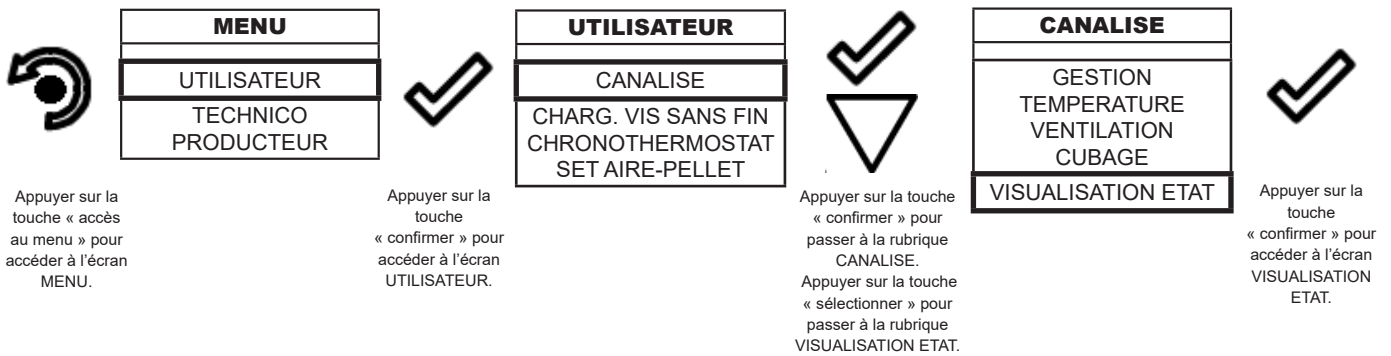 MENU
UTILISATEUR
TECHNICO
PRODUCTEUR
UTILISATEUR
CANALISE
CHARG. VIS SANS FIN
CHRONOTHERMOSTAT
SET AIRE-PELLET
CANALISE
GESTION
TEMPERATURE
VENTILATION
CUBAGE
VISUALISATION ETAT
Appuyer sur la
touche « accès
au menu » pour
accéder à l'écran
MENU.
Appuyer sur la
touche
« confirmer » pour
accéder à l'écran
UTILISATEUR.
Appuyer sur la touche
« confirmer » pour
passer à la rubrique
CANALISE.
Appuyer sur la touche
« sélectionner » pour
passer à la rubrique
VISUALISATION ETAT.
Appuyer sur la
touche
« confirmer » pour
accéder à l'écran
VISUALISATION
ETAT.